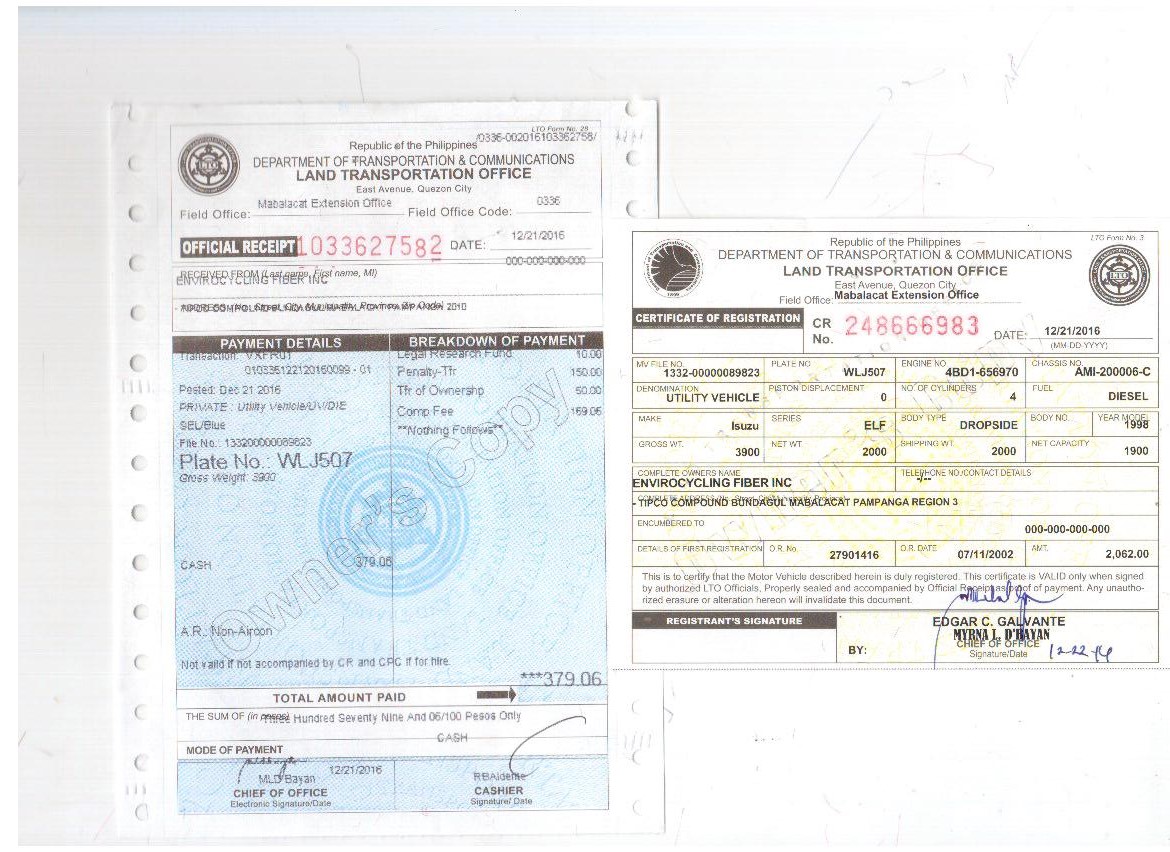 LTO Form No. 28
/0336-002016103362758/
Republic of the Philippines
DEPARTMENT OF TRANSPORTATION & COMMUNICATIONS
LAND TRANSPORTATION OFFICE
East Avenue, Quezon City
Field Office: Mabalacat Extension Office Field Office Code: 0336
OFFICIAL RECEIPT 1033627582 DATE: 12/21/2016
000-000-000-000
RECEIVED FROM (Last name, First name, MI)
ENVIROCYCLING FIBER INC
PAYMENT DETAILS
Transaction: VXFR01
010335122120160099 - 01
Posted: Dec 21 2016
PRIVATE : Utility Vehicle/UV/DIE
SEL/Blue
File No.: 133200000089823
Plate No.: WLJ507
Gross Weight: 3900
CASH 379.06
A.R.: Non-Aircon
Not valid if not accompanied by CR and CPC if for hire.
BREAKDOWN OF PAYMENT
Legal Research Fund 10.00
Penalty-Tfr 150.00
Tfr of Ownership 50.00
Comp Fee 169.06
**Nothing Follows**
Owner's Copy
***379.06
TOTAL AMOUNT PAID
THE SUM OF (in pesos) Three Hundred Seventy Nine And 06/100 Pesos Only
CASH
MODE OF PAYMENT
MLD'Bayan 12/21/2016
CHIEF OF OFFICE
Electronic Signature/Date
CASHIER
Signature/ Date
LTO Form No. 3
Republic of the Philippines
DEPARTMENT OF TRANSPORTATION & COMMUNICATIONS
LAND TRANSPORTATION OFFICE
East Avenue, Quezon City
Field Office: Mabalacat Extension Office
CERTIFICATE OF REGISTRATION CR No. 248666983 DATE: 12/21/2016
(MM-DD-YYYY)
MV FILE NO. 1332-00000089823 PLATE NO. WLJ507 ENGINE NO. 4BD1-656970 CHASSIS NO. AMI-200006-C
DENOMINATION UTILITY VEHICLE PISTON DISPLACEMENT 0 NO. OF CYLINDERS 4 FUEL DIESEL
MAKE Isuzu SERIES ELF BODY TYPE DROPSIDE BODY NO. YEAR MODEL 1998
GROSS WT. 3900 NET WT. 2000 SHIPPING WT. 2000 NET CAPACITY 1900
COMPLETE OWNERS NAME TELEPHONE NO./CONTACT DETAILS
ENVIROCYCLING FIBER INC -/--
- TIPCO COMPOUND BUNDAGUL MABALACAT PAMPANGA REGION 3
ENCUMBERED TO 000-000-000-000
DETAILS OF FIRST REGISTRATION O.R. No. 27901416 O.R. DATE 07/11/2002 AMT. 2,062.00
This is to certify that the Motor Vehicle described herein is duly registered. This certificate is VALID only when signed
by authorized LTO Officials, Properly sealed and accompanied by Official Receipt as proof of payment. Any unautho-
rized erasure or alteration hereon will invalidate this document.
REGISTRANT'S SIGNATURE
EDGAR C. GALVANTE
MYRNA L. D'BAYAN
CHIEF OF OFFICE
BY: Signature/Date 12-22-16